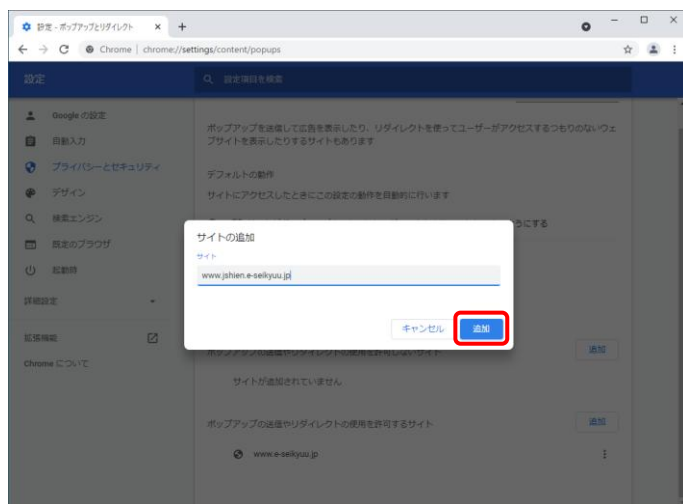 設定 - ポップアップとリダイレクト
Chrome | chrome://settings/content/popups
設定
設定項目を検索
Google の設定
自動入力
プライバシーとセキュリティ
デザイン
検索エンジン
既定のブラウザ
起動時
詳細設定
拡張機能
Chrome について
ポップアップを送信して広告を表示したり、リダイレクトを使ってユーザーがアクセスするつもりのないウェ
ブサイトを表示したりするサイトもあります
デフォルトの動作
サイトにアクセスしたときにこの設定の動作を自動的に行います
うにする
サイトの追加
サイト
www.jshien.e-seikyuu.jp
キャンセル
追加
ポップアップの送信やリダイレクトの使用を許可しないサイト
追加
サイトが追加されていません
ポップアップの送信やリダイレクトの使用を許可するサイト
追加
www.e-seikyuu.jp